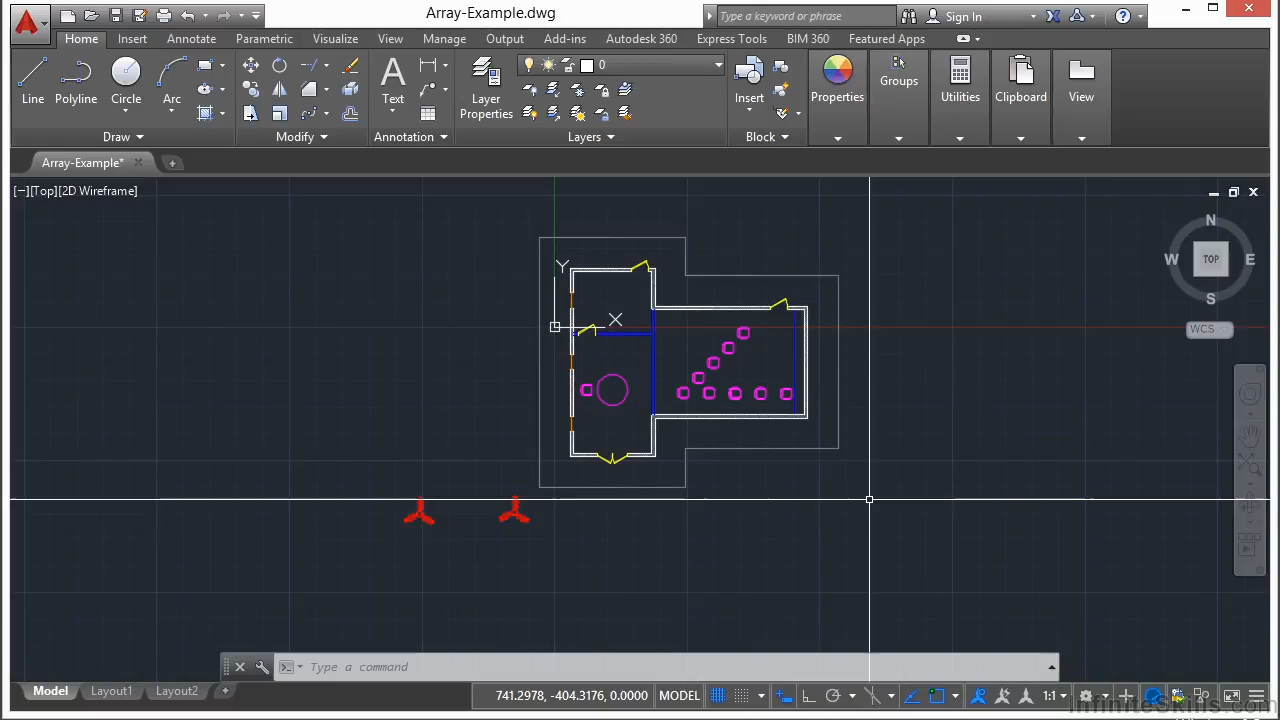 Array-Example.dwg
Type a keyword or phrase
Sign In
Home Insert Annotate Parametric Visualize View Manage Output Add-ins Autodesk 360 Express Tools BIM 360 Featured Apps
Line Polyline Circle Arc Text Layer Properties 0 Insert Properties Groups Utilities Clipboard View
Draw Modify Annotation Layers Block
Array-Example*
[−][Top][2D Wireframe]
N
W TOP E
S
WCS
Y
X
Type a command
Model Layout1 Layout2
741.2978, -404.3176, 0.0000 MODEL 1:1
InfiniteSkills.com